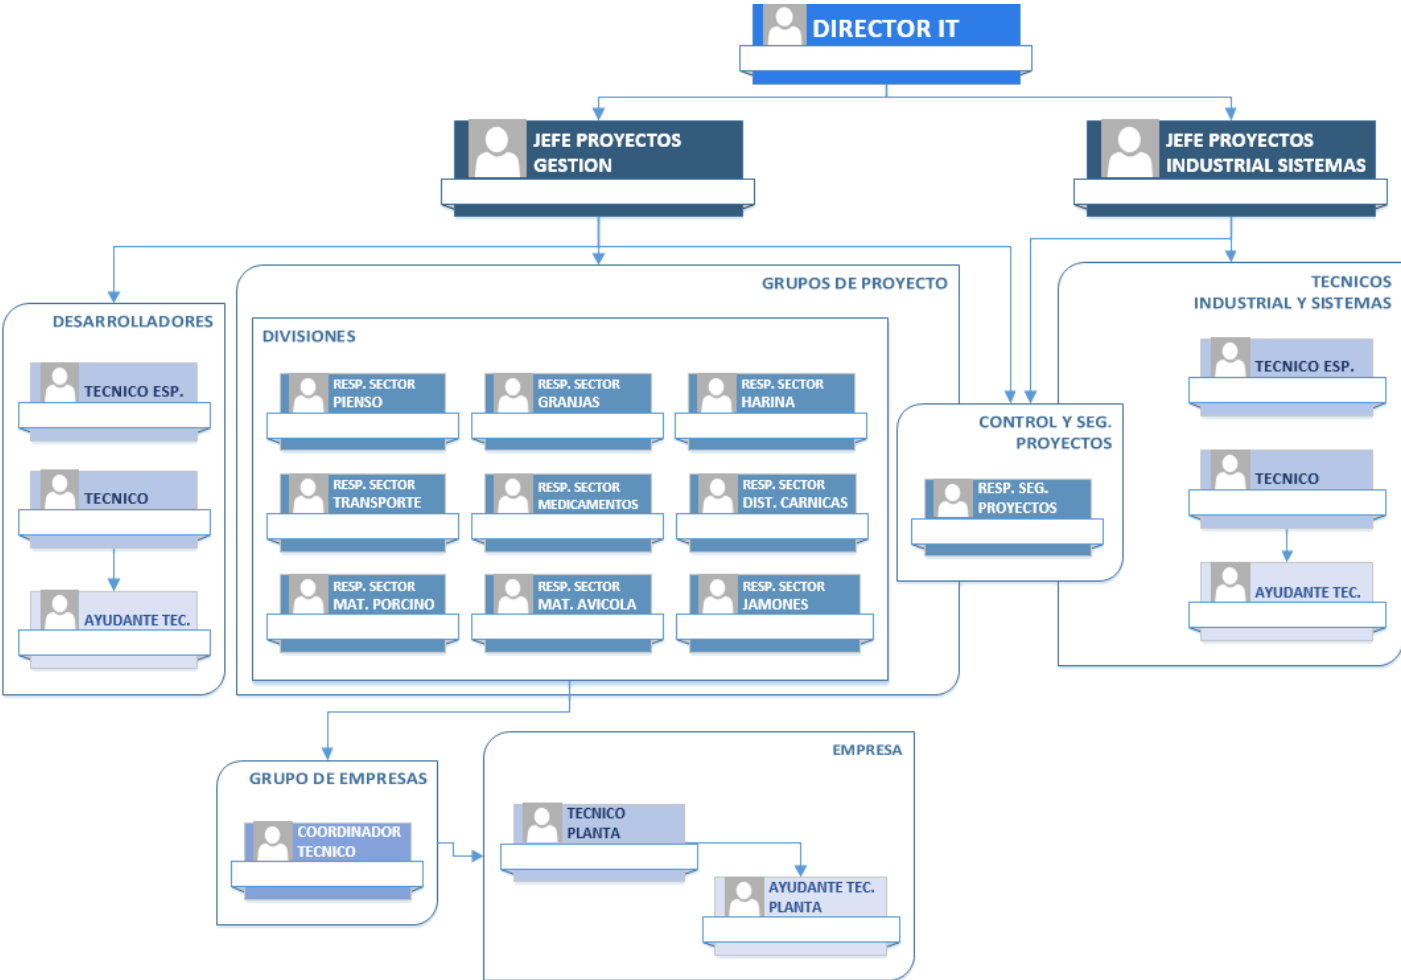 DIRECTOR IT
JEFE PROYECTOS
GESTION
JEFE PROYECTOS
INDUSTRIAL SISTEMAS
DESARROLLADORES
TECNICO ESP.
TECNICO
AYUDANTE TEC.
GRUPOS DE PROYECTO
DIVISIONES
RESP. SECTOR
PIENSO
RESP. SECTOR
GRANJAS
RESP. SECTOR
HARINA
RESP. SECTOR
TRANSPORTE
RESP. SECTOR
MEDICAMENTOS
RESP. SECTOR
DIST. CARNICAS
RESP. SECTOR
MAT. PORCINO
RESP. SECTOR
MAT. AVICOLA
RESP. SECTOR
JAMONES
CONTROL Y SEG.
PROYECTOS
RESP. SEG.
PROYECTOS
TECNICOS
INDUSTRIAL Y SISTEMAS
TECNICO ESP.
TECNICO
AYUDANTE TEC.
GRUPO DE EMPRESAS
COORDINADOR
TECNICO
EMPRESA
TECNICO
PLANTA
AYUDANTE TEC.
PLANTA